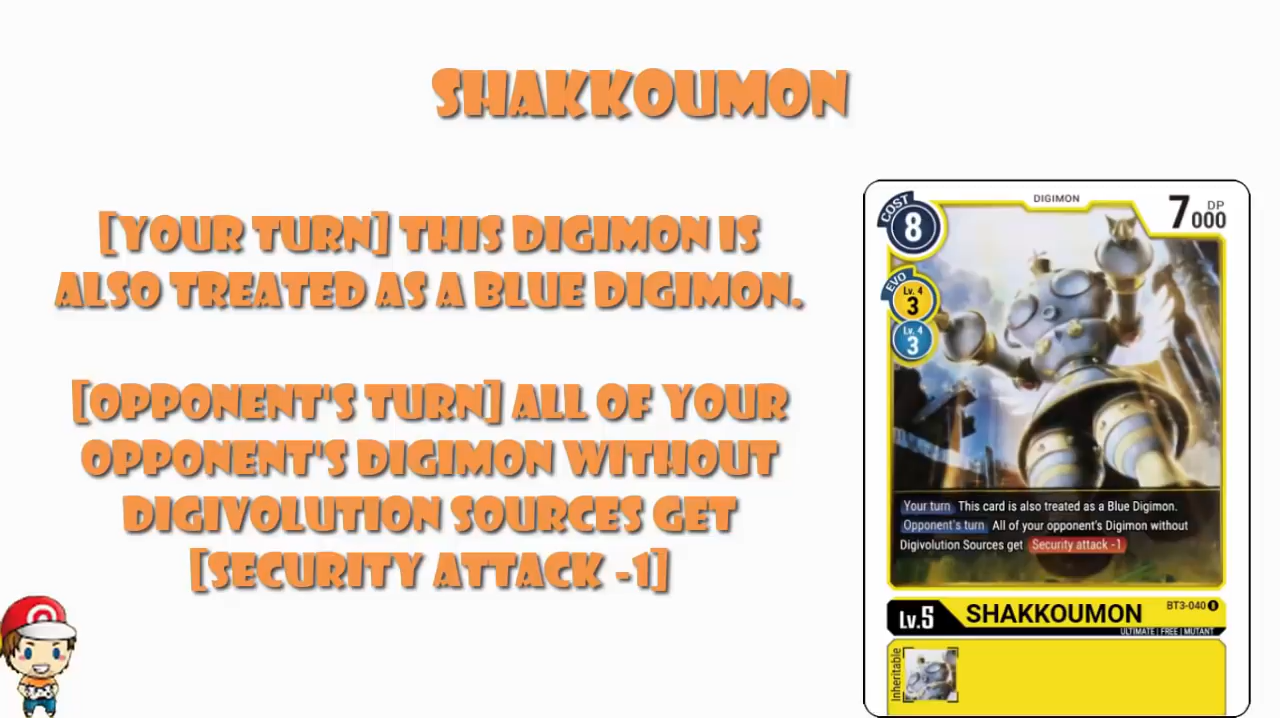 SHAKKOUMON
[YOUR TURN] THIS DIGIMON IS
ALSO TREATED AS A BLUE DIGIMON.
[OPPONENT'S TURN] ALL OF YOUR
OPPONENT'S DIGIMON WITHOUT
DIGIVOLUTION SOURCES GET
[SECURITY ATTACK -1]
DIGIMON
COST
8
7000 DP
EVO
Lv.4
3
Lv.4
3
Your turn This card is also treated as a Blue Digimon.
Opponent's turn All of your opponent's Digimon without
Digivolution Sources get Security attack -1
Lv.5 SHAKKOUMON BT3-040
ULTIMATE | FREE | MUTANT
Inheritable